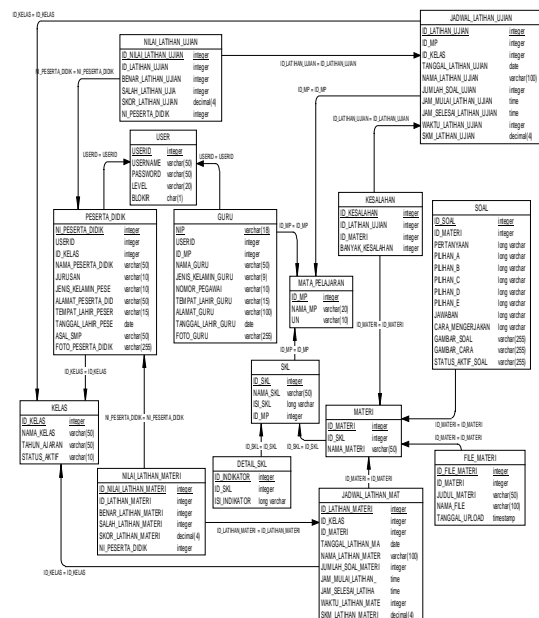 ID_KELAS = ID_KELAS
NILAI_LATIHAN_UJIAN
ID_NILAI_LATIHAN_UJIAN integer
ID_LATIHAN_UJIAN integer
BENAR_LATIHAN_UJIAN integer
SALAH_LATIHAN_UJIA integer
SKOR_LATIHAN_UJIAN decimal(4)
NI_PESERTA_DIDIK integer
JADWAL_LATIHAN_UJIAN
ID_LATIHAN_UJIAN integer
ID_MP integer
ID_KELAS integer
TANGGAL_LATIHAN_UJIAN date
NAMA_LATIHAN_UJIAN varchar(100)
JUMLAH_SOAL_UJIAN integer
JAM_MULAI_LATIHAN_UJIAN time
JAM_SELESAI_LATIHAN_UJIAN time
WAKTU_LATIHAN_UJIAN integer
SKM_LATIHAN_UJIAN decimal(4)
ID_LATIHAN_UJIAN = ID_LATIHAN_UJIAN
NI_PESERTA_DIDIK = NI_PESERTA_DIDIK
ID_MP = ID_MP
ID_LATIHAN_UJIAN = ID_LATIHAN_UJIAN
USER
USERID integer
USERNAME varchar(50)
PASSWORD varchar(50)
LEVEL varchar(20)
BLOKIR char(1)
USERID = USERID
USERID = USERID
PESERTA_DIDIK
NI_PESERTA_DIDIK integer
USERID integer
ID_KELAS integer
NAMA_PESERTA_DIDIK varchar(50)
JURUSAN varchar(10)
JENIS_KELAMIN_PESE varchar(10)
ALAMAT_PESERTA_DID varchar(50)
TEMPAT_LAHIR_PESER varchar(15)
TANGGAL_LAHIR_PESE date
ASAL_SMP varchar(50)
FOTO_PESERTA_DIDIK varchar(255)
GURU
NIP varchar(18)
USERID integer
ID_MP integer
NAMA_GURU varchar(50)
JENIS_KELAMIN_GURU varchar(9)
NOMOR_PEGAWAI varchar(10)
TEMPAT_LAHIR_GURU varchar(15)
ALAMAT_GURU varchar(100)
TANGGAL_LAHIR_GURU date
FOTO_GURU varchar(255)
ID_MP = ID_MP
KESALAHAN
ID_KESALAHAN integer
ID_LATIHAN_UJIAN integer
ID_MATERI integer
BANYAK_KESALAHAN integer
SOAL
ID_SOAL integer
ID_MATERI integer
PERTANYAAN long varchar
PILIHAN_A long varchar
PILIHAN_B long varchar
PILIHAN_C long varchar
PILIHAN_D long varchar
PILIHAN_E long varchar
JAWABAN long varchar
CARA_MENGERJAKAN long varchar
GAMBAR_SOAL varchar(255)
GAMBAR_CARA varchar(255)
STATUS_AKTIF_SOAL varchar(255)
MATA_PELAJARAN
ID_MP integer
NAMA_MP varchar(20)
UN varchar(10)
ID_MP = ID_MP
ID_MATERI = ID_MATERI
SKL
ID_SKL integer
NAMA_SKL varchar(50)
ISI_SKL long varchar
ID_MP integer
ID_KELAS = ID_KELAS
KELAS
ID_KELAS integer
NAMA_KELAS varchar(50)
TAHUN_AJARAN varchar(50)
STATUS_AKTIF varchar(10)
NI_PESERTA_DIDIK = NI_PESERTA_DIDIK
MATERI
ID_MATERI integer
ID_SKL integer
NAMA_MATERI varchar(50)
ID_MATERI = ID_MATERI
ID_MATERI = ID_MATERI
ID_SKL = ID_SKL
ID_SKL = ID_SKL
DETAIL_SKL
ID_INDIKATOR integer
ID_SKL integer
ISI_INDIKATOR long varchar
FILE_MATERI
ID_FILE_MATERI integer
ID_MATERI integer
JUDUL_MATERI varchar(50)
NAMA_FILE varchar(100)
TANGGAL_UPLOAD timestamp
ID_MATERI = ID_MATERI
NILAI_LATIHAN_MATERI
ID_NILAI_LATIHAN_MATERI integer
ID_LATIHAN_MATERI integer
BENAR_LATIHAN_MATERI integer
SALAH_LATIHAN_MATERI integer
SKOR_LATIHAN_MATERI decimal(4)
NI_PESERTA_DIDIK integer
ID_LATIHAN_MATERI = ID_LATIHAN_MATERI
JADWAL_LATIHAN_MAT
ID_LATIHAN_MATERI integer
ID_KELAS integer
ID_MATERI integer
TANGGAL_LATIHAN_MA date
NAMA_LATIHAN_MATER varchar(100)
JUMLAH_SOAL_MATERI integer
JAM_MULAI_LATIHAN_ time
JAM_SELESAI_LATIHA time
WAKTU_LATIHAN_MATE integer
SKM_LATIHAN_MATERI decimal(4)
ID_KELAS = ID_KELAS